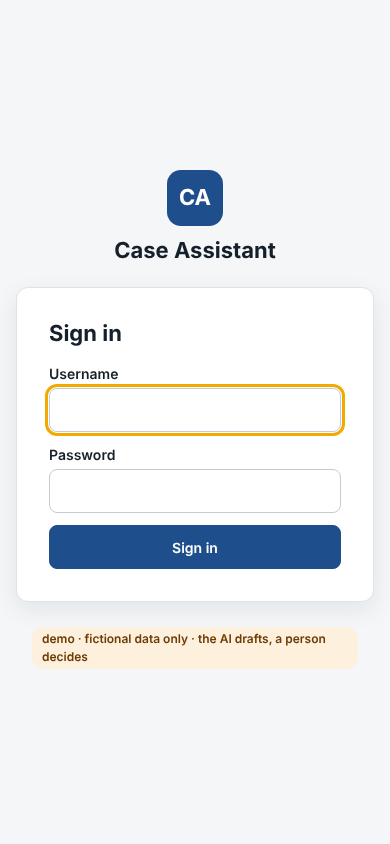 CA
Case Assistant
Sign in
Username
Password
Sign in
demo · fictional data only · the AI drafts, a person
decides